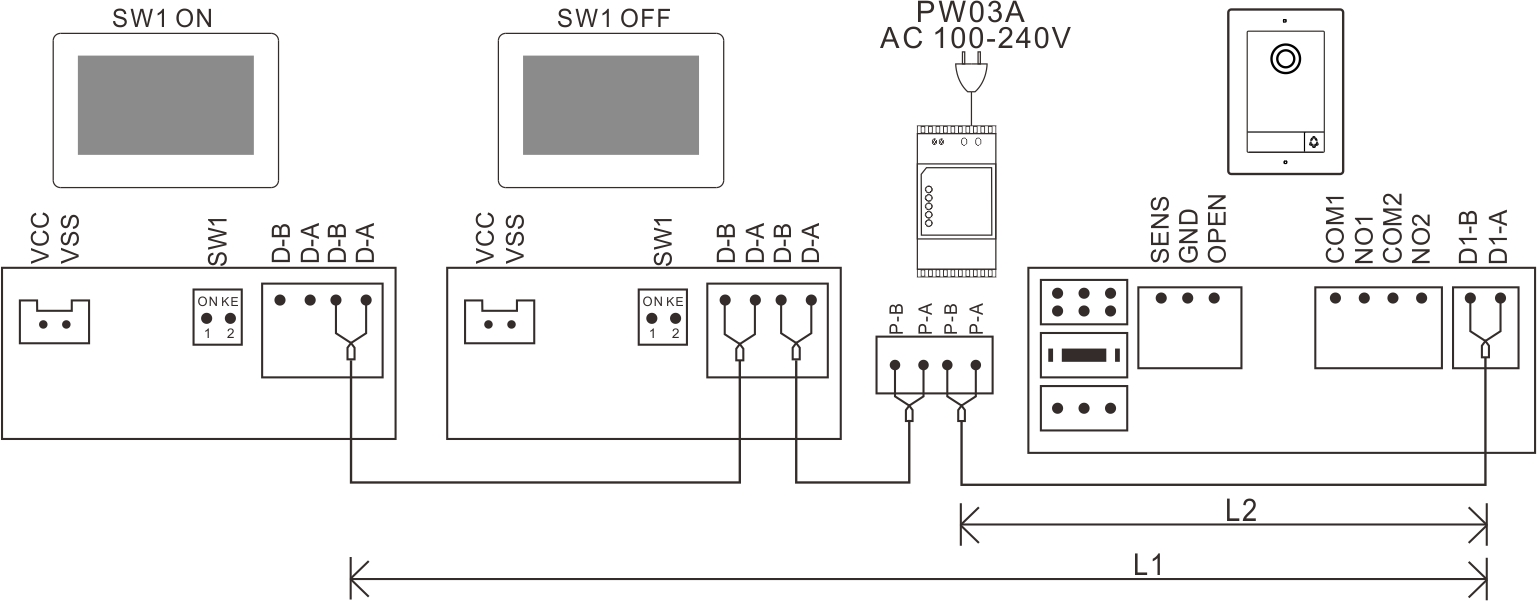 SW1 ON
SW1 OFF
PW03A
AC 100-240V
VCC
VSS
SW1
D-B
D-A
D-B
D-A
ON KE
1 2
VCC
VSS
SW1
D-B
D-A
D-B
D-A
ON KE
1 2
P-B
P-A
P-B
P-A
SENS
GND
OPEN
COM1
NO1
COM2
NO2
D1-B
D1-A
L2
L1